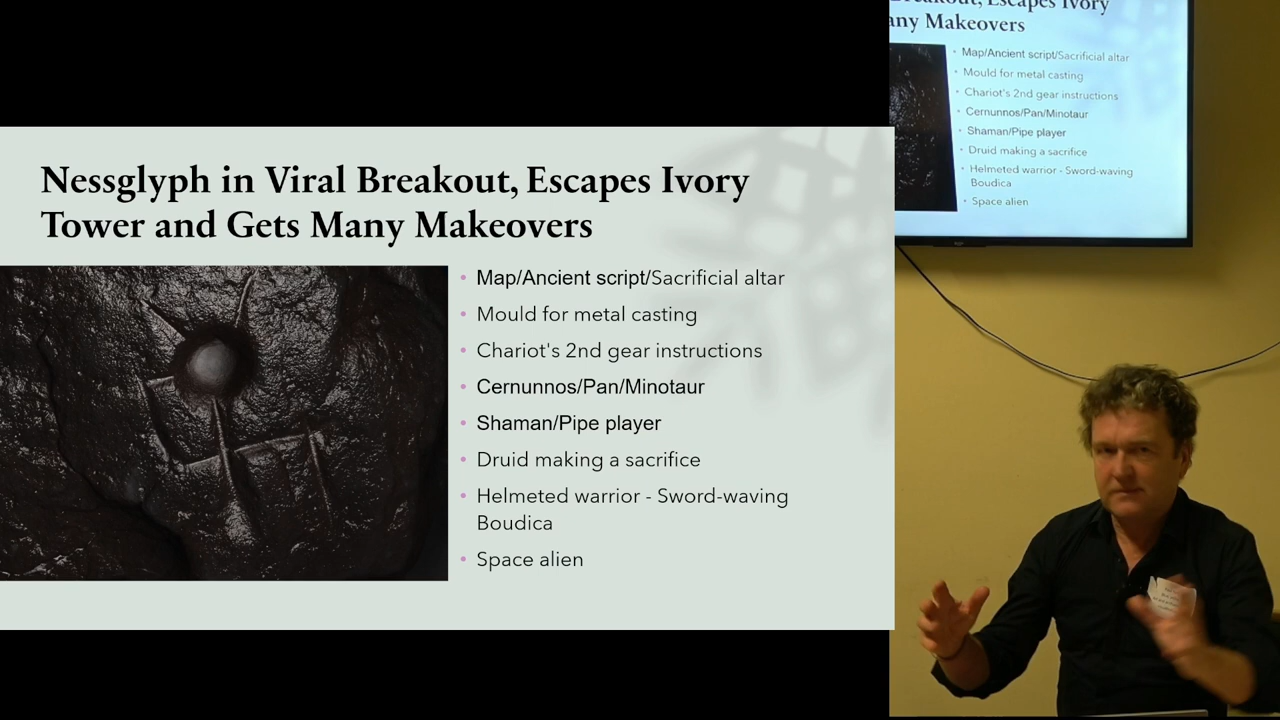 Nessglyph in Viral Breakout, Escapes Ivory
Tower and Gets Many Makeovers
• Map/Ancient script/Sacrificial altar
• Mould for metal casting
• Chariot's 2nd gear instructions
• Cernunnos/Pan/Minotaur
• Shaman/Pipe player
• Druid making a sacrifice
• Helmeted warrior - Sword-waving
Boudica
• Space alien
Breakout, Escapes Ivory
any Makeovers
• Map/Ancient script/Sacrificial altar
• Mould for metal casting
• Chariot's 2nd gear instructions
• Cernunnos/Pan/Minotaur
• Shaman/Pipe player
• Druid making a sacrifice
• Helmeted warrior - Sword-waving
Boudica
• Space alien